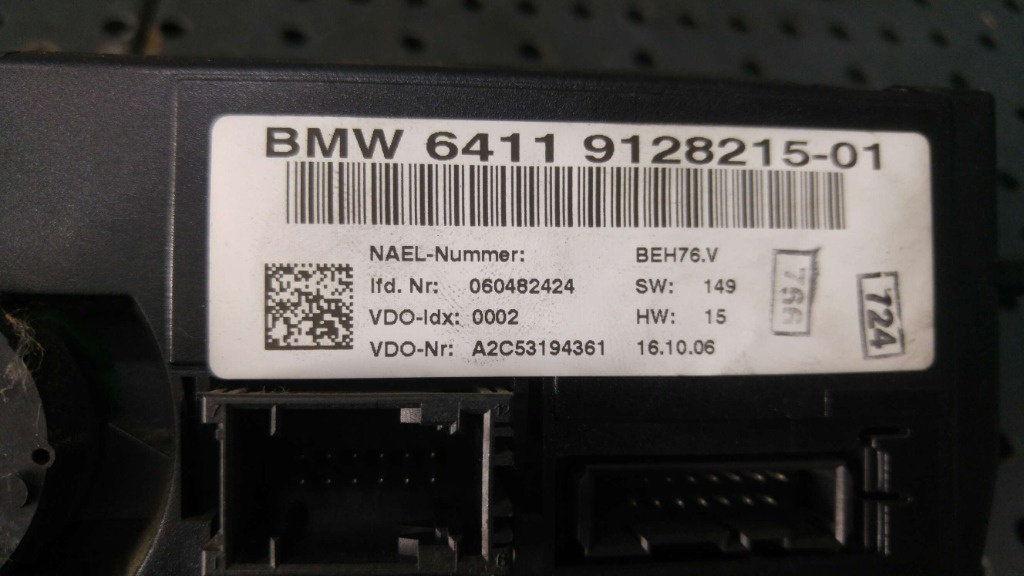 BMW 6411 9128215-01
NAEL-Nummer: BEH76.V
lfd. Nr: 060482424 SW: 149
VDO-Idx: 0002 HW: 15
VDO-Nr: A2C53194361 16.10.06
766
724